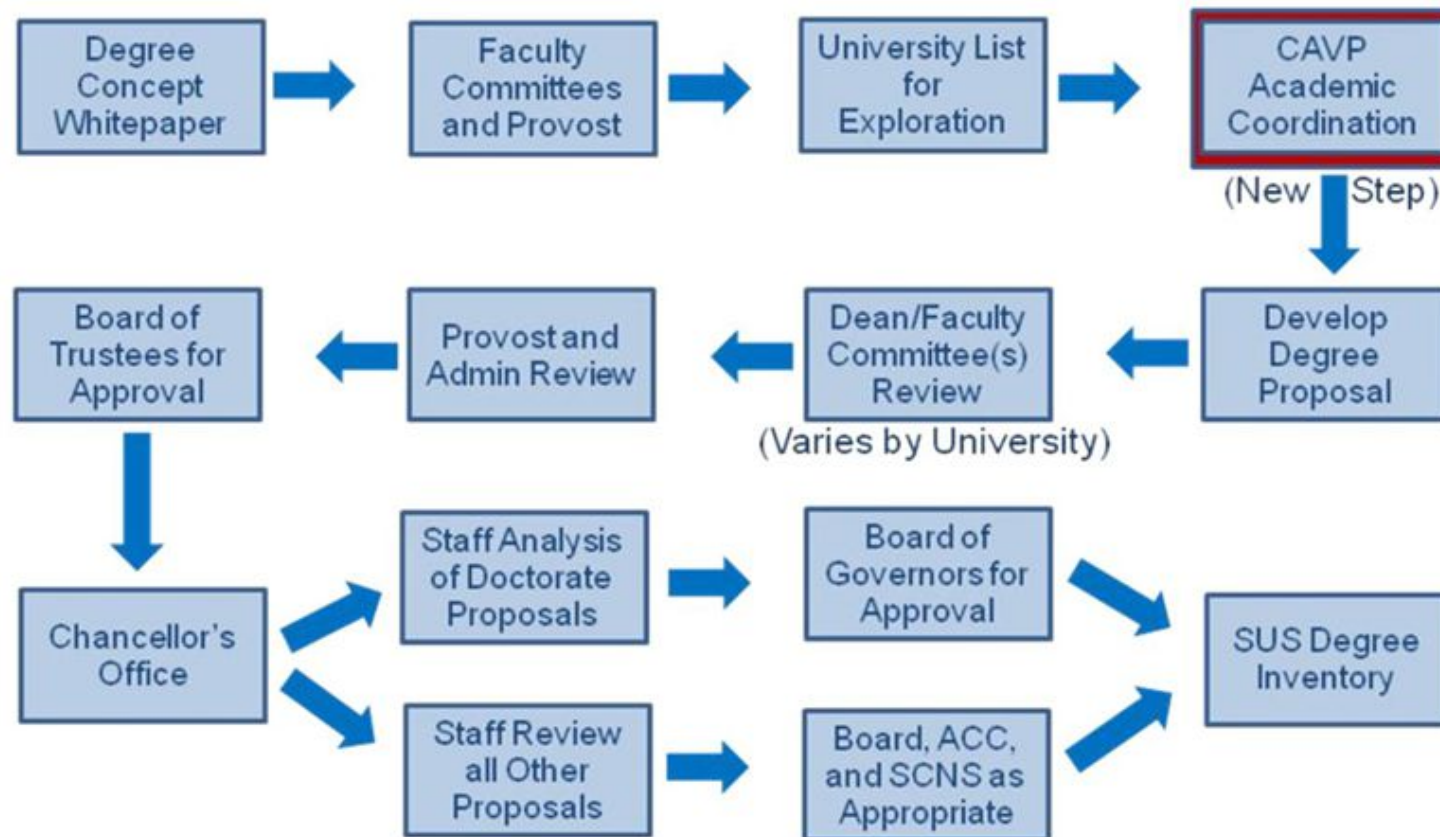 Degree
Concept
Whitepaper
Faculty
Committees
and Provost
University List
for
Exploration
CAVP
Academic
Coordination
(New Step)
Develop
Degree
Proposal
Dean/Faculty
Committee(s)
Review
(Varies by University)
Provost and
Admin Review
Board of
Trustees for
Approval
Chancellor's
Office
Staff Analysis
of Doctorate
Proposals
Board of
Governors for
Approval
Staff Review
all Other
Proposals
Board, ACC,
and SCNS as
Appropriate
SUS Degree
Inventory